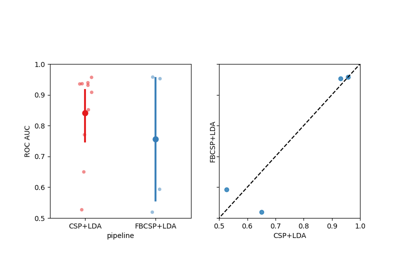 1.0
0.9
0.8
0.7
0.6
0.5
ROC AUC
CSP+LDA FBCSP+LDA
pipeline
FBCSP+LDA
0.5 0.6 0.7 0.8 0.9 1.0
CSP+LDA